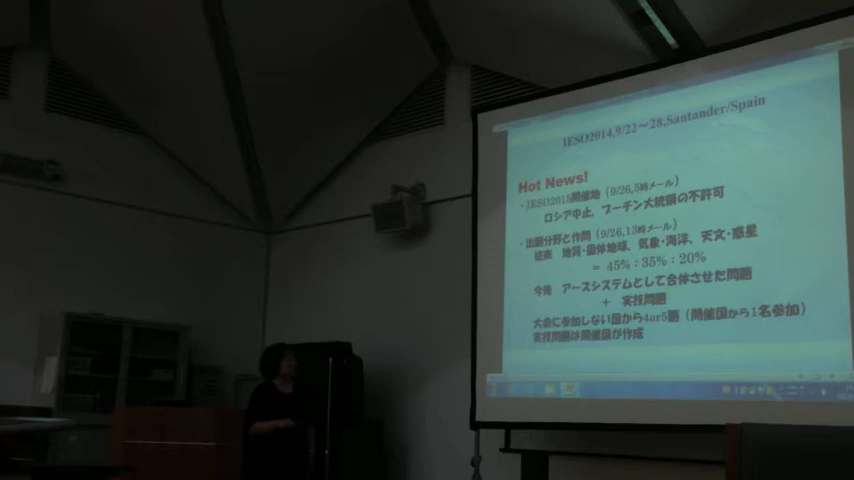 IESO2014,9/22～28,Santander/Spain
Hot News!
・IESO2015開催地（9/26,5時メール）
ロシア中止、プーチン大統領の不許可
・出題分野と作問（9/26,13時メール）
従来 地質・固体地球、気象・海洋、天文・惑星
= 45%：35%：20%
今後 アースシステムとして合体させた問題
+ 実技問題
大会に参加しない国から4or5題（開催国から1名参加）
実技問題は開催国が作成